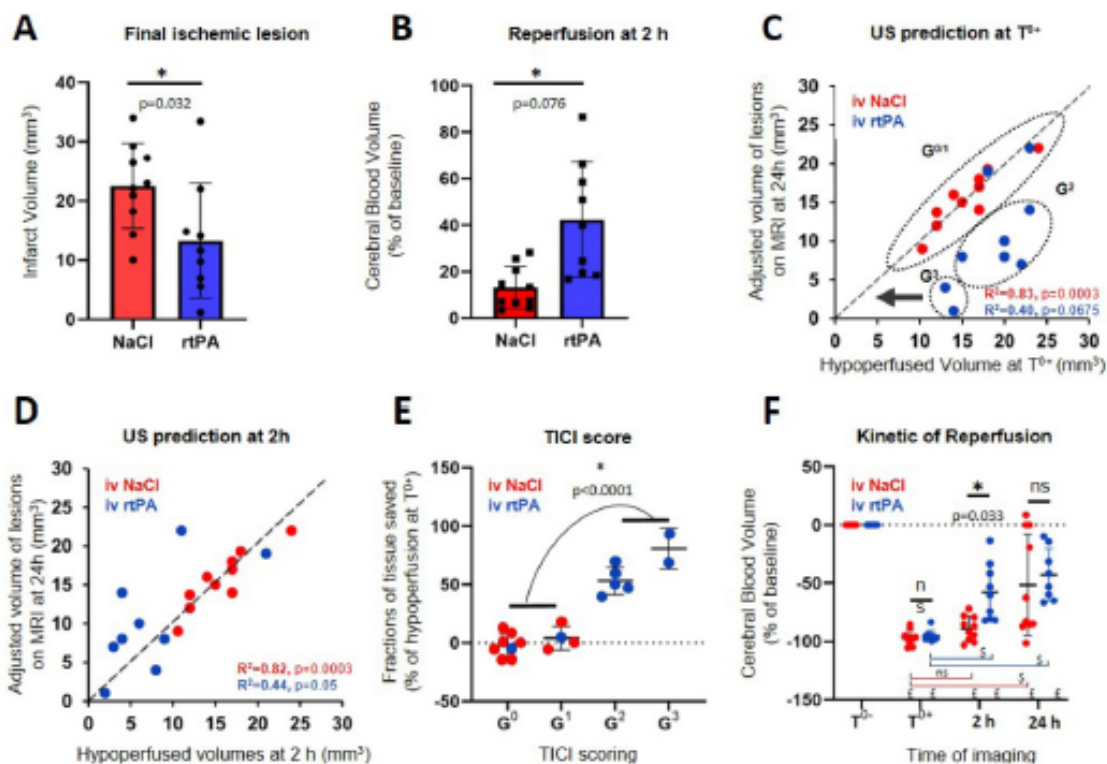 A
Final ischemic lesion
*
p=0.032
Infarct Volume (mm³)
40
30
20
10
0
NaCl
rtPA
B
Reperfusion at 2 h
*
p=0.076
Cerebral Blood Volume
(% of baseline)
100
80
60
40
20
0
NaCl
rtPA
C
US prediction at T⁰⁺
iv NaCl
iv rtPA
Adjusted volume of lesions
on MRI at 24h (mm³)
30
25
20
15
10
5
0
G⁰/¹
G²
G³
R²=0.83, p=0.0003
R²=0.40, p=0.0675
0 5 10 15 20 25 30
Hypoperfused Volume at T⁰⁺ (mm³)
D
US prediction at 2h
iv NaCl
iv rtPA
Adjusted volume of lesions
on MRI at 24h (mm³)
30
25
20
15
10
5
0
R²=0.82, p=0.0003
R²=0.44, p=0.05
0 5 10 15 20 25 30
Hypoperfused volumes at 2 h (mm³)
E
TICI score
iv NaCl
iv rtPA
*
p<0.0001
Fractions of tissue saved
(% of hypoperfusion at T⁰⁺)
150
100
50
0
-50
G⁰ G¹ G² G³
TICI scoring
F
Kinetic of Reperfusion
iv NaCl
iv rtPA
Cerebral Blood Volume
(% of baseline)
50
0
-50
-100
-150
n
s
*
p=0.033
ns
$
$
ns
$
£ £ £ £ £ £
T⁰⁻ T⁰⁺ 2 h 24 h
Time of imaging